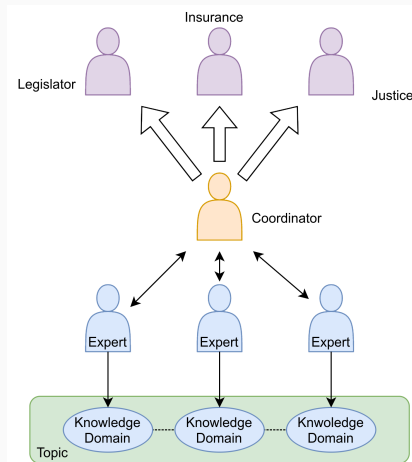 Insurance
Legislator
Justice
Coordinator
Expert
Expert
Expert
Knowledge
Domain
Knowledge
Domain
Knwoledge
Domain
Topic